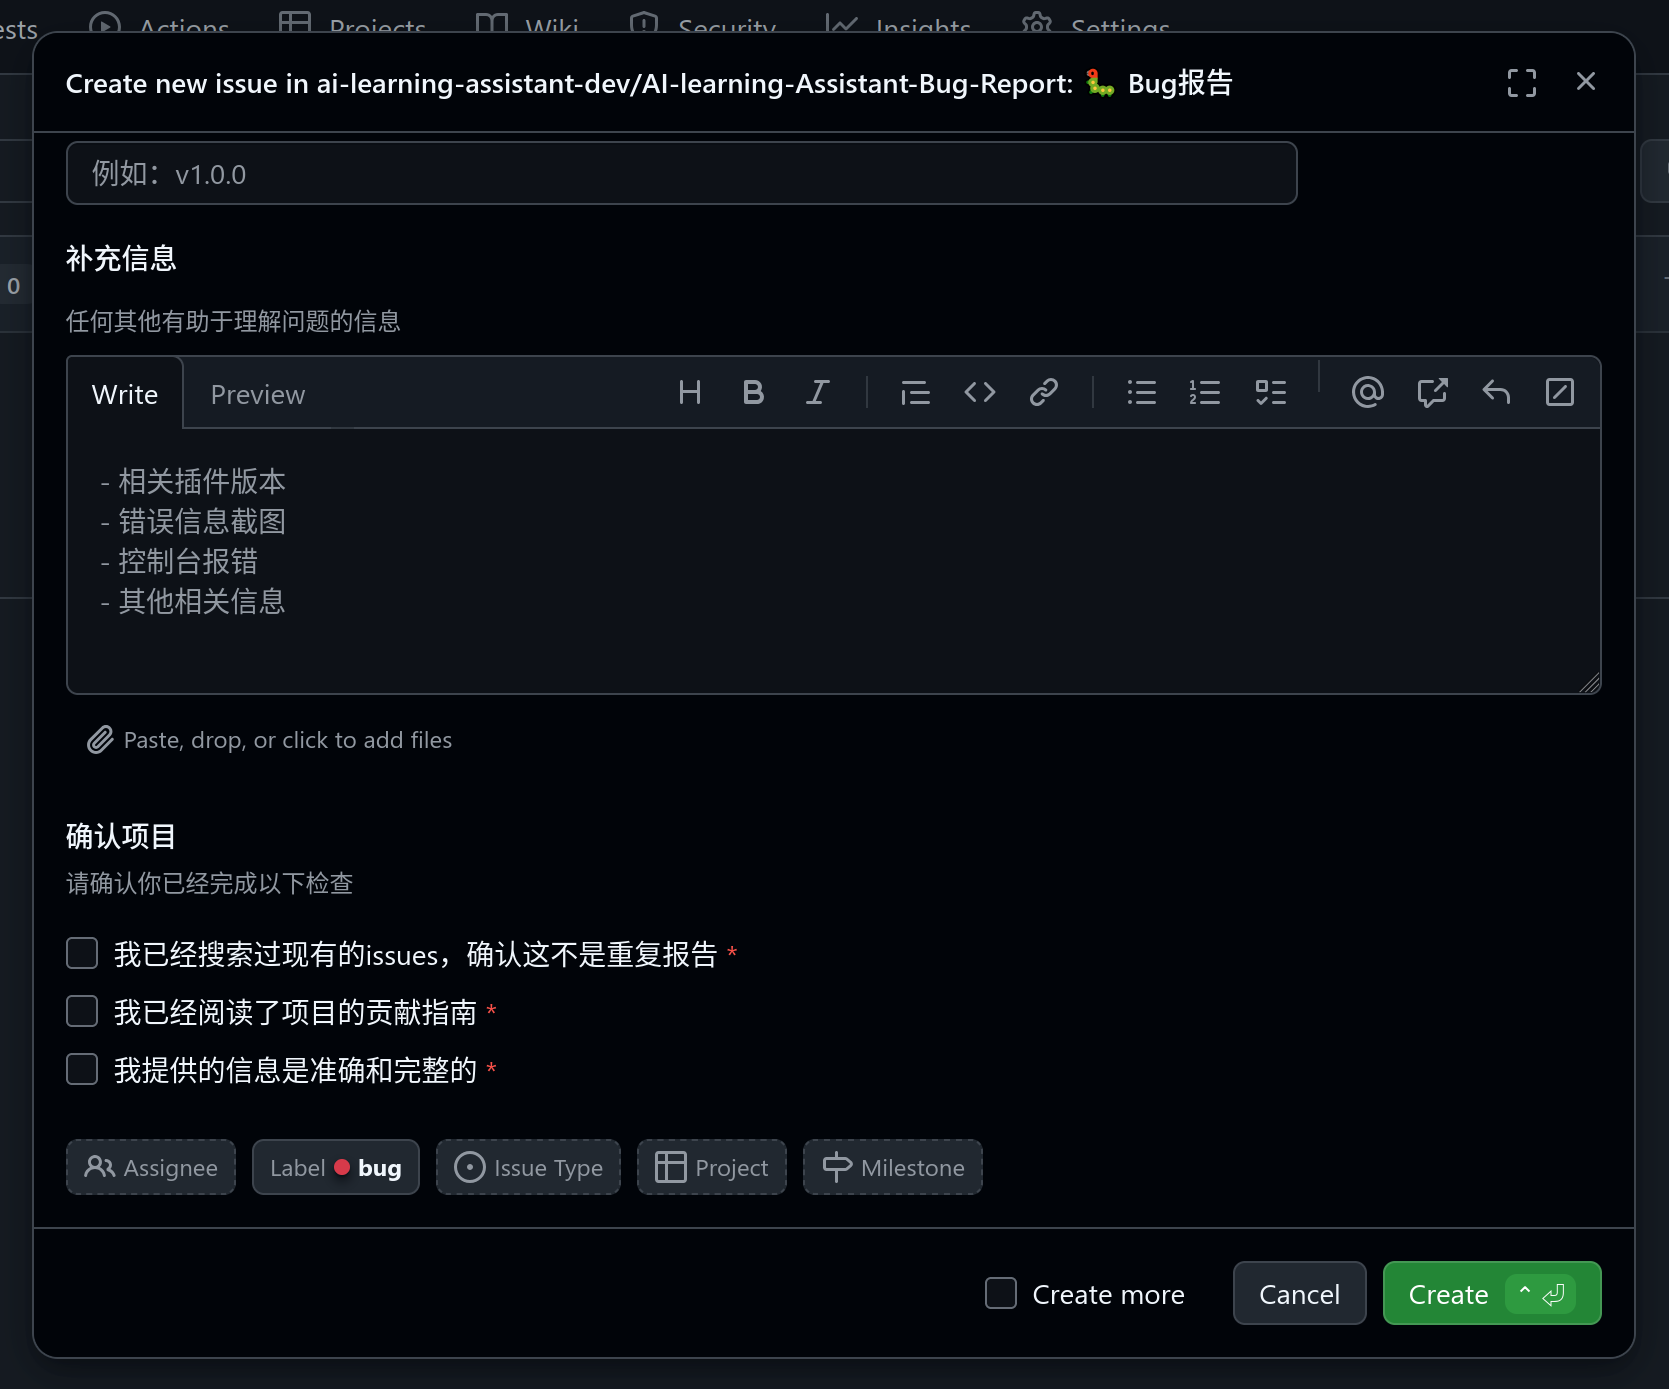 ests Actions Projects Wiki Security Insights Settings
Create new issue in ai-learning-assistant-dev/AI-learning-Assistant-Bug-Report: 🐛 Bug报告
例如：v1.0.0
0
补充信息
任何其他有助于理解问题的信息
Write Preview
- 相关插件版本
- 错误信息截图
- 控制台报错
- 其他相关信息
Paste, drop, or click to add files
确认项目
请确认你已经完成以下检查
我已经搜索过现有的issues，确认这不是重复报告 *
我已经阅读了项目的贡献指南 *
我提供的信息是准确和完整的 *
Assignee Label bug Issue Type Project Milestone
Create more Cancel Create